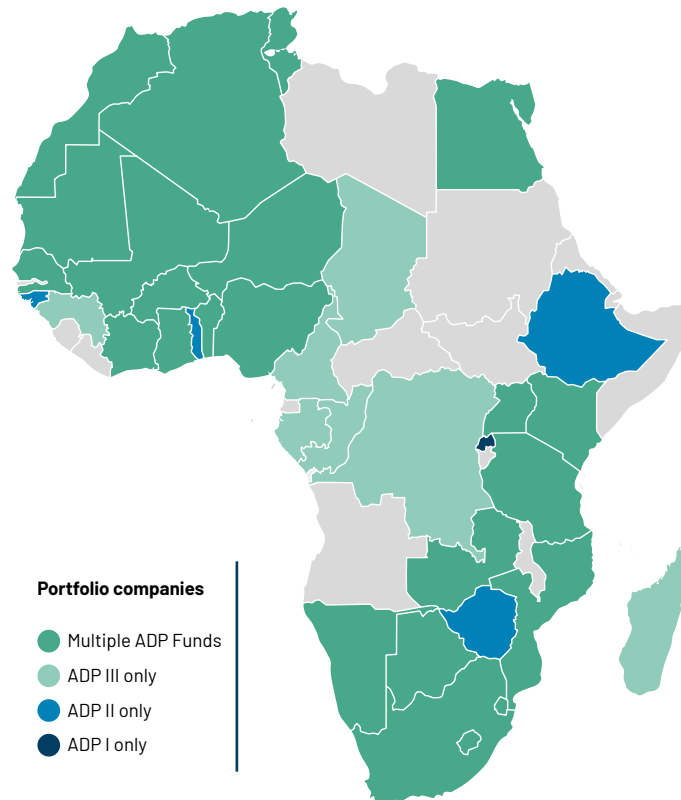 Portfolio companies
Multiple ADP Funds
ADP III only
ADP II only
ADP I only